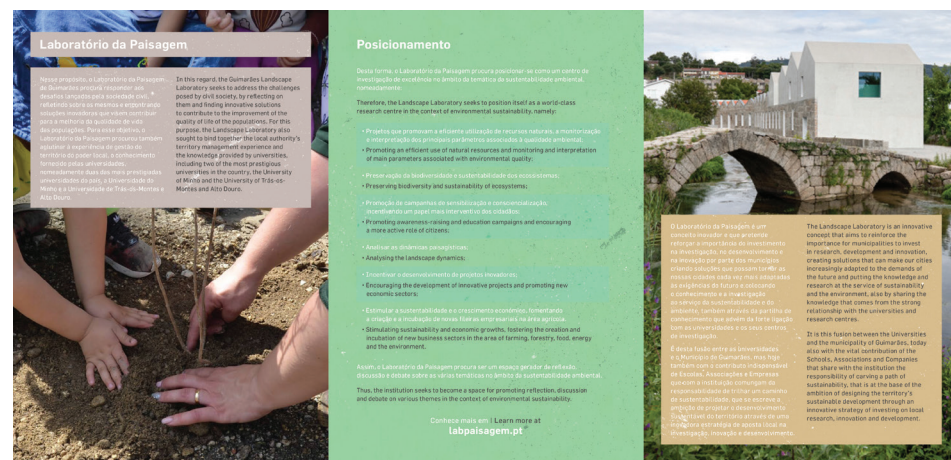 Laboratório da Paisagem
Nesse propósito, o Laboratório da Paisagem
de Guimarães procura responder aos
desafios lançados pela sociedade civil,
refletindo sobre os mesmos e encontrando
soluções inovadoras que visem contribuir
para a melhoria da qualidade de vida
das populações. Para esse objetivo, o
Laboratório da Paisagem procura também
aglutinar à experiência de gestão de
território do poder local, o conhecimento
fornecido pelas universidades,
nomeadamente duas das mais prestigiadas
universidades do país, a Universidade do
Minho e a Universidade de Trás-os-Montes e
Alto Douro.
In this regard, the Guimarães Landscape
Laboratory seeks to address the challenges
posed by civil society, by reflecting on
them and finding innovative solutions
to contribute to the improvement of the
quality of life of the populations. For this
purpose, the Landscape Laboratory also
sought to bind together the local authority's
territory management experience and
the knowledge provided by universities,
including two of the most prestigious
universities in the country, the University
of Minho and the University of Trás-os-
Montes and Alto Douro.
Posicionamento
Desta forma, o Laboratório da Paisagem procura posicionar-se como um centro de
investigação de excelência no âmbito da temática da sustentabilidade ambiental,
nomeadamente:
Therefore, the Landscape Laboratory seeks to position itself as a world-class
research centre in the context of environmental sustainability, namely:
• Projetos que promovam a eficiente utilização de recursos naturais, a monitorização
e interpretação dos principais parâmetros associados à qualidade ambiental;
• Promoting an efficient use of natural resources and monitoring and interpretation
of main parameters associated with environmental quality;
• Preservação da biodiversidade e sustentabilidade dos ecossistemas;
• Preserving biodiversity and sustainability of ecosystems;
• Promoção de campanhas de sensibilização e consciencialização,
incentivando um papel mais interventivo dos cidadãos;
• Promoting awareness-raising and education campaigns and encouraging
a more active role of citizens;
• Analisar as dinâmicas paisagísticas;
• Analysing the landscape dynamics;
• Incentivar o desenvolvimento de projetos inovadores;
• Encouraging the development of innovative projects and promoting new
economic sectors;
• Estimular a sustentabilidade e o crescimento económico, fomentando
a criação e a incubação de novas fileiras empresariais na área agrícola.
• Stimulating sustainability and economic growths, fostering the creation and
incubation of new business sectors in the area of farming, forestry, food, energy
and the environment.
Assim, o Laboratório da Paisagem procura ser um espaço gerador da reflexão,
discussão e debate sobre as várias temáticas no âmbito da sustentabilidade ambiental.
Thus, the institution seeks to become a space for promoting reflection, discussion
and debate on various themes in the context of environmental sustainability.
Conhece mais em | Learn more at
labpaisagem.pt
O Laboratório da Paisagem é um
conceito inovador e que pretende
reforçar a importância do investimento
na investigação, no desenvolvimento e
na inovação por parte dos municípios
criando soluções que possam tornar as
nossas cidades cada vez mais adaptadas
às exigências do futuro e colocando
o conhecimento e a investigação
ao serviço da sustentabilidade e do
ambiente, também através da partilha de
conhecimento que advém da forte ligação
com as universidades e os seus centros
de investigação.
É desta fusão entre as universidades
e o Município de Guimarães, mas hoje
também com o contributo indispensável
de Escolas, Associações e Empresas
que com a instituição comungam da
responsabilidade de trilhar um caminho
de sustentabilidade, que se escreve a
ambição de projetar o desenvolvimento
sustentável do território através de uma
inovadora estratégia de aposta local na
investigação, inovação e desenvolvimento.
The Landscape Laboratory is an innovative
concept that aims to reinforce the
importance for municipalities to invest
in research, development and innovation,
creating solutions that can make our cities
increasingly adapted to the demands of
the future and putting the knowledge and
research at the service of sustainability
and the environment, also by sharing the
knowledge that comes from the strong
relationship with the universities and
research centres.
It is this fusion between the Universities
and the municipality of Guimarães, today
also with the vital contribution of the
Schools, Associations and Companies
that share with the institution the
responsibility of carving a path of
sustainability, that is at the base of the
ambition of designing the territory's
sustainable development through an
innovative strategy of investing on local
research, innovation and development.